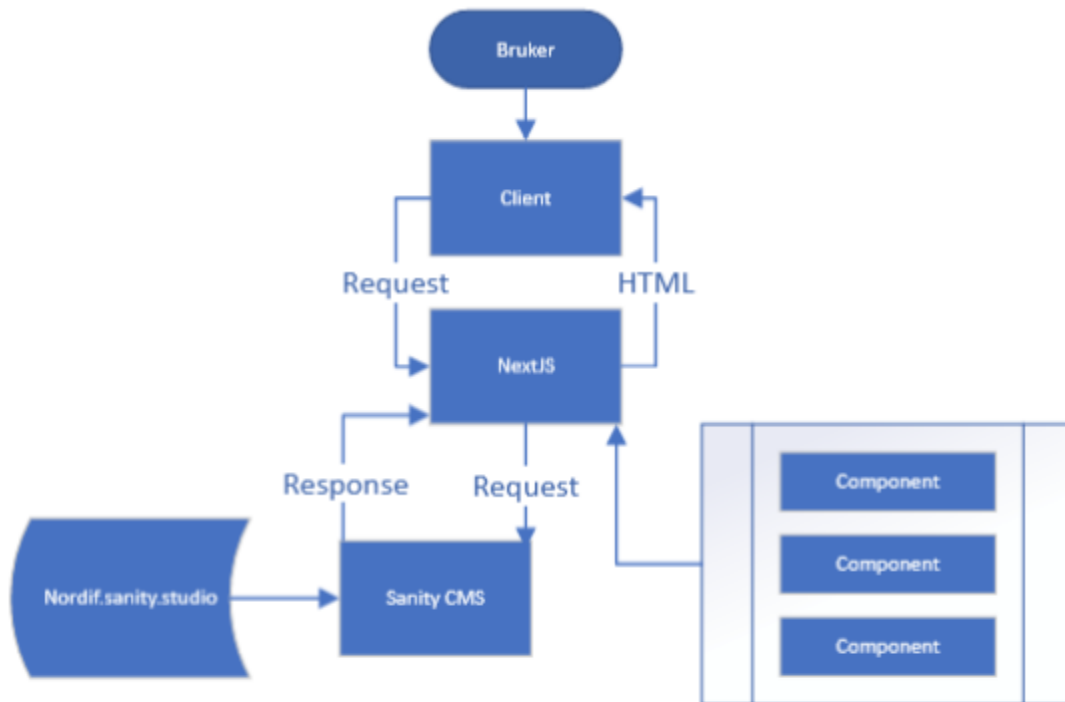 Bruker
Client
Request
HTML
NextJS
Response
Request
Component
Component
Component
Nordif.sanity.studio
Sanity CMS